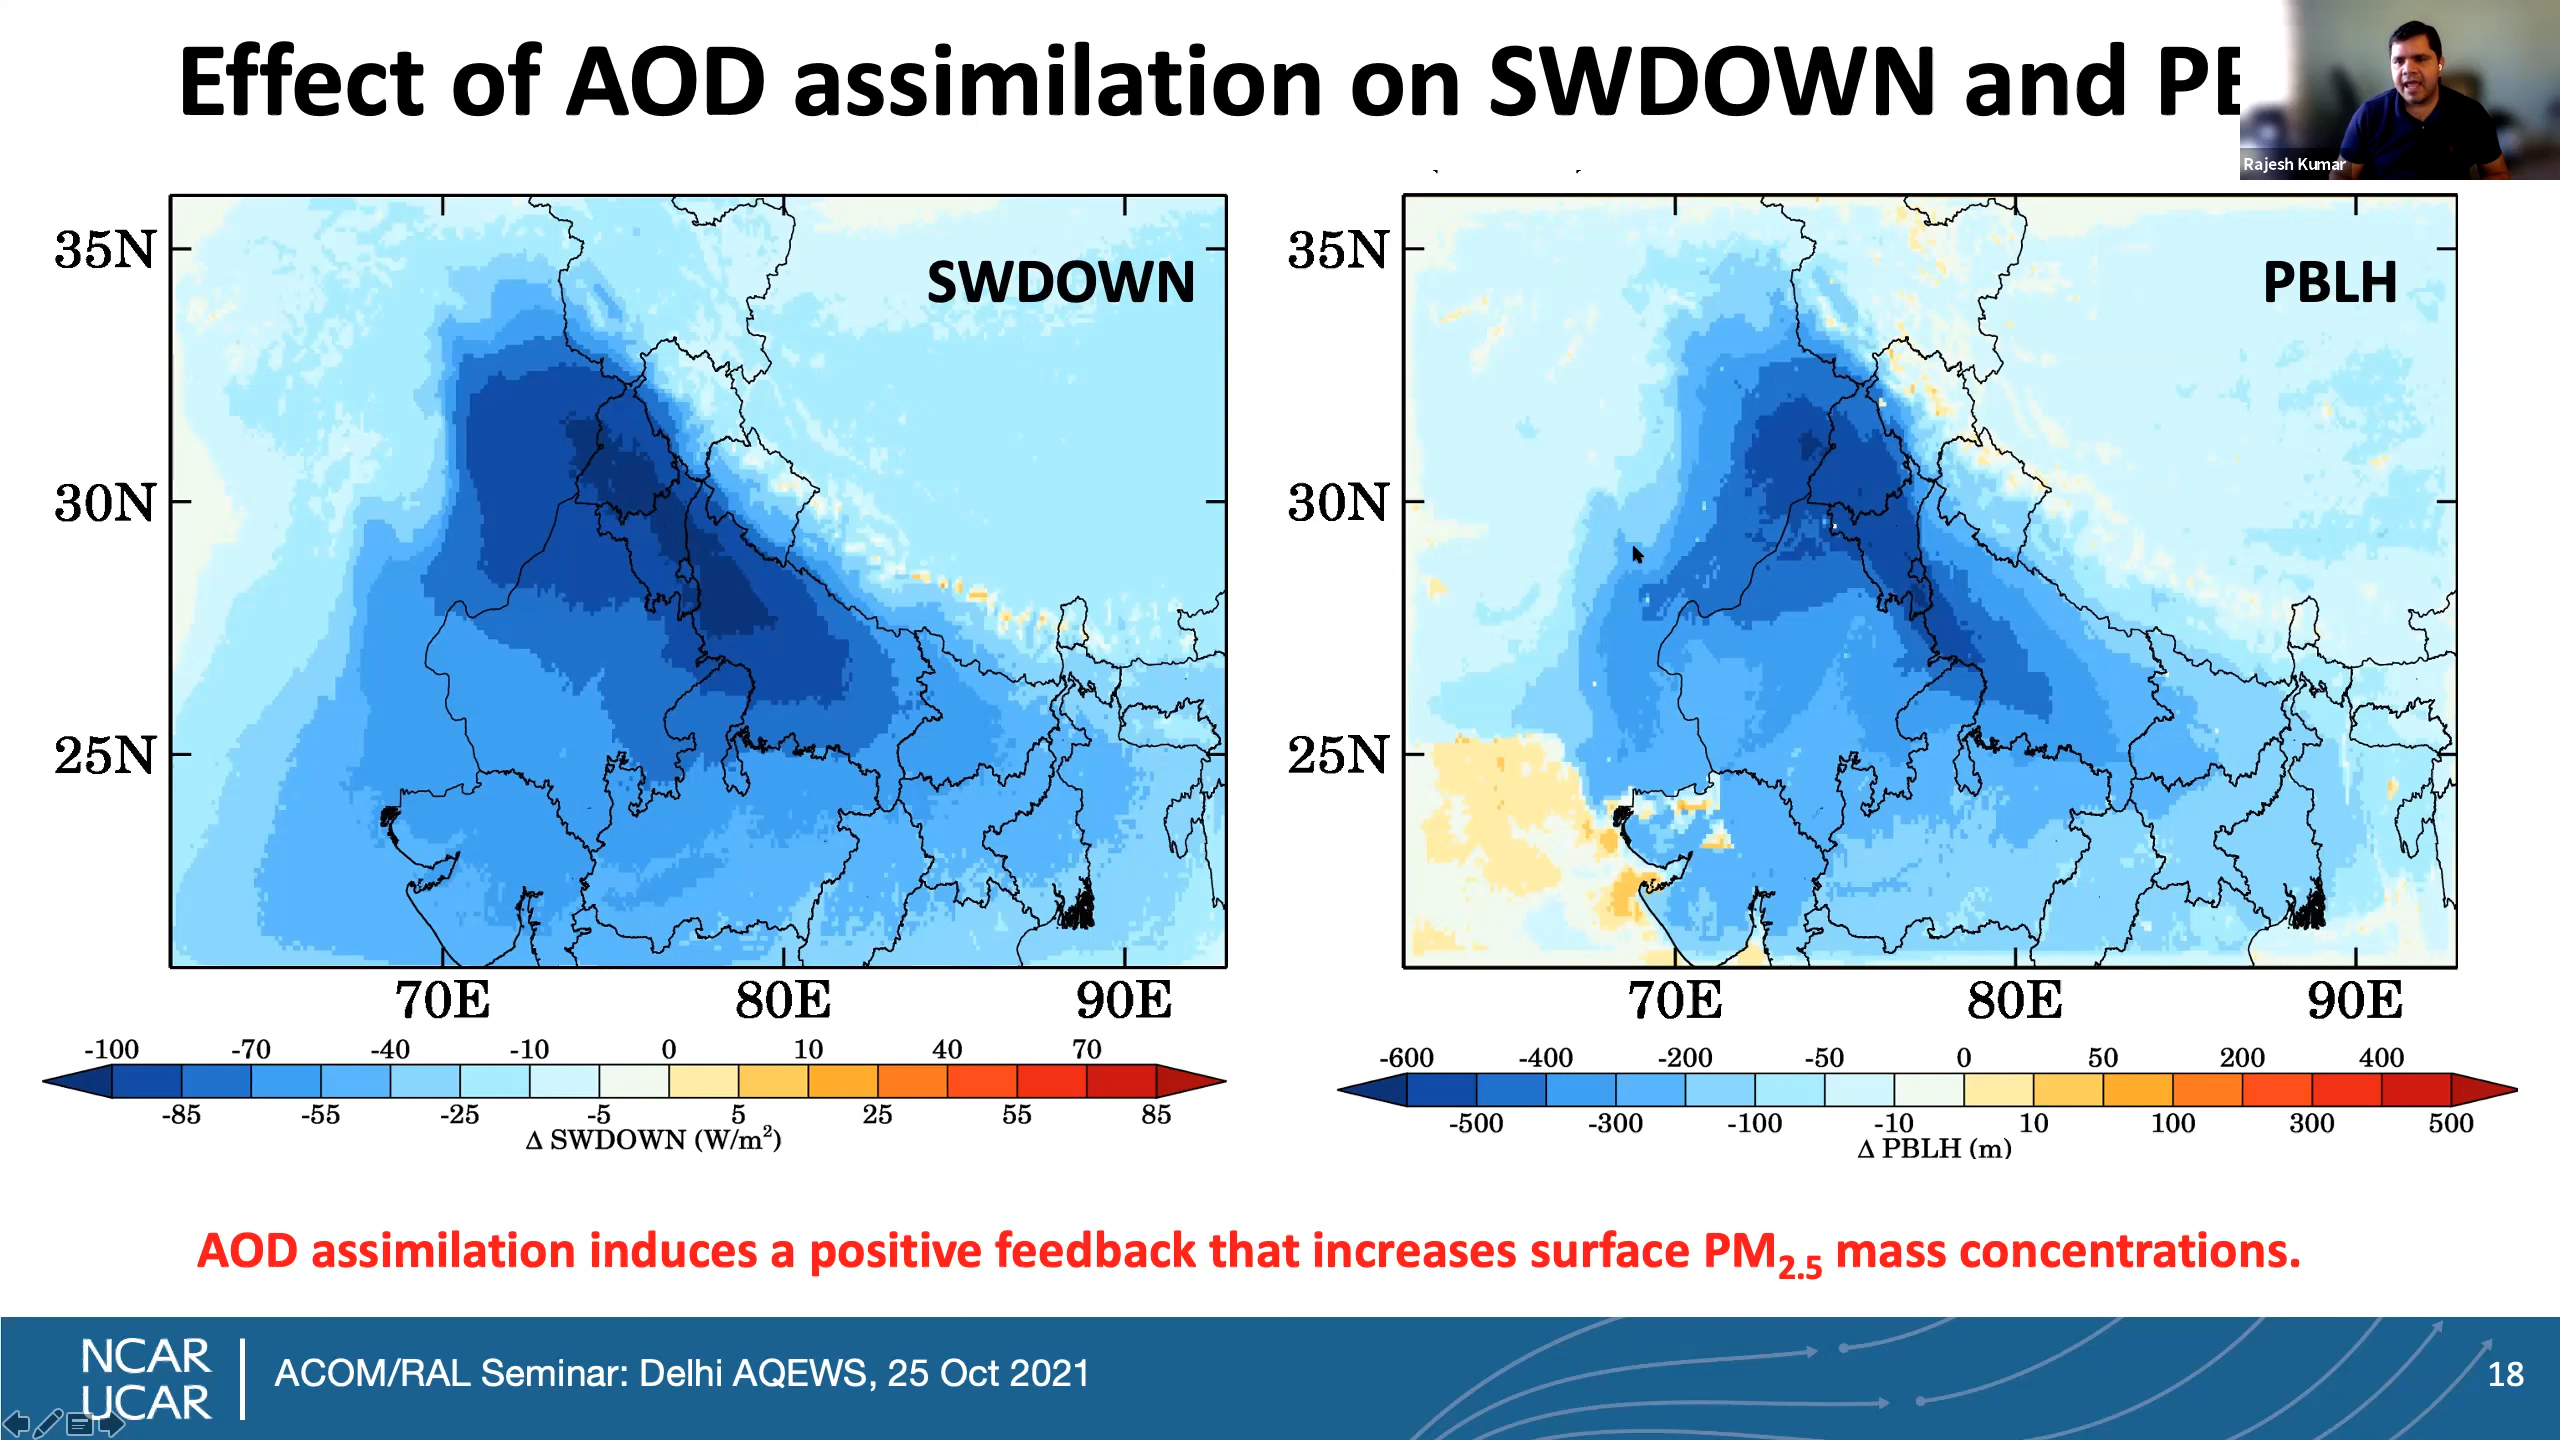 Effect of AOD assimilation on SWDOWN and
Rajesh Kumar
SWDOWN
35N
30N
25N
70E 80E 90E
-100 -70 -40 -10 0 10 40 70
-85 -55 -25 -5 5 25 55 85
Δ SWDOWN (W/m²)
PBLH
35N
30N
25N
70E 80E 90E
-600 -400 -200 -50 0 50 200 400
-500 -300 -100 -10 10 100 300 500
Δ PBLH (m)
AOD assimilation induces a positive feedback that increases surface PM₂.₅ mass concentrations.
NCAR
UCAR
ACOM/RAL Seminar: Delhi AQEWS, 25 Oct 2021
18